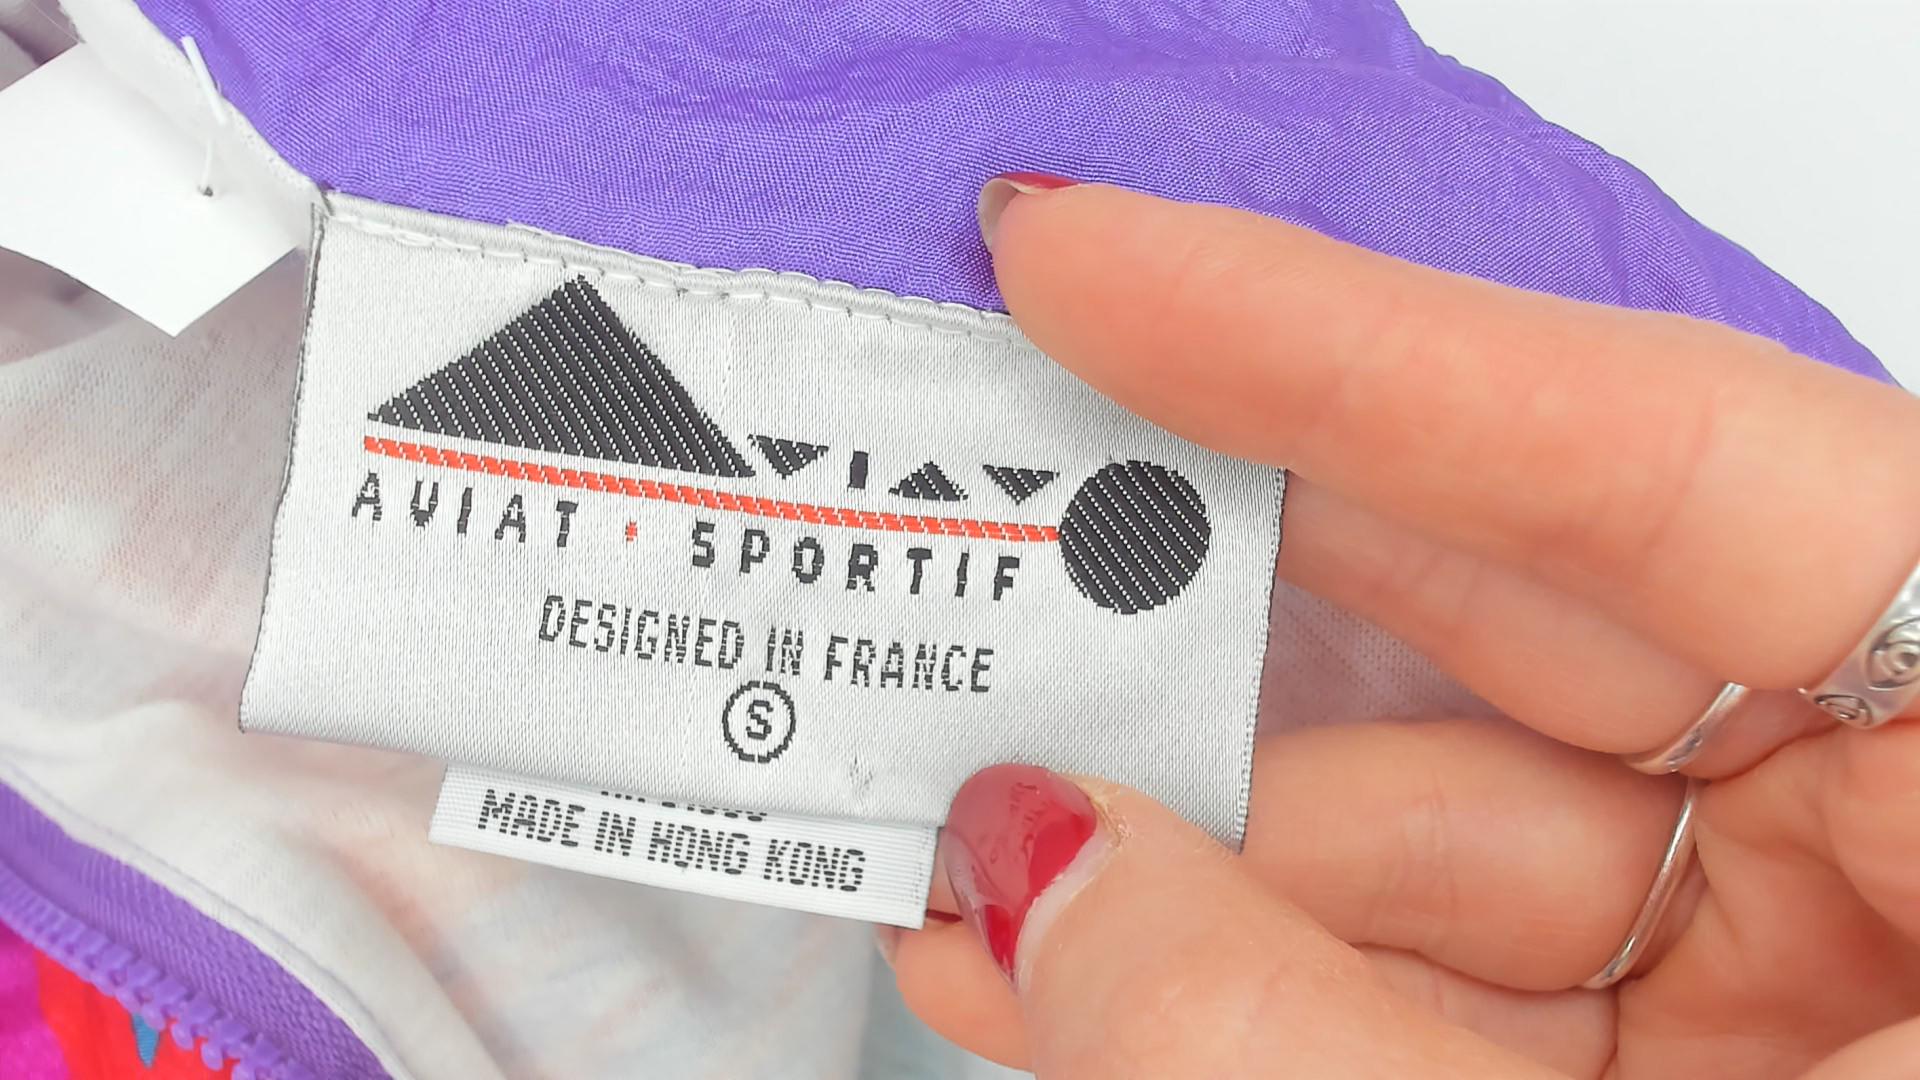 AVIAT · SPORTIF
DESIGNED IN FRANCE
S
MADE IN HONG KONG